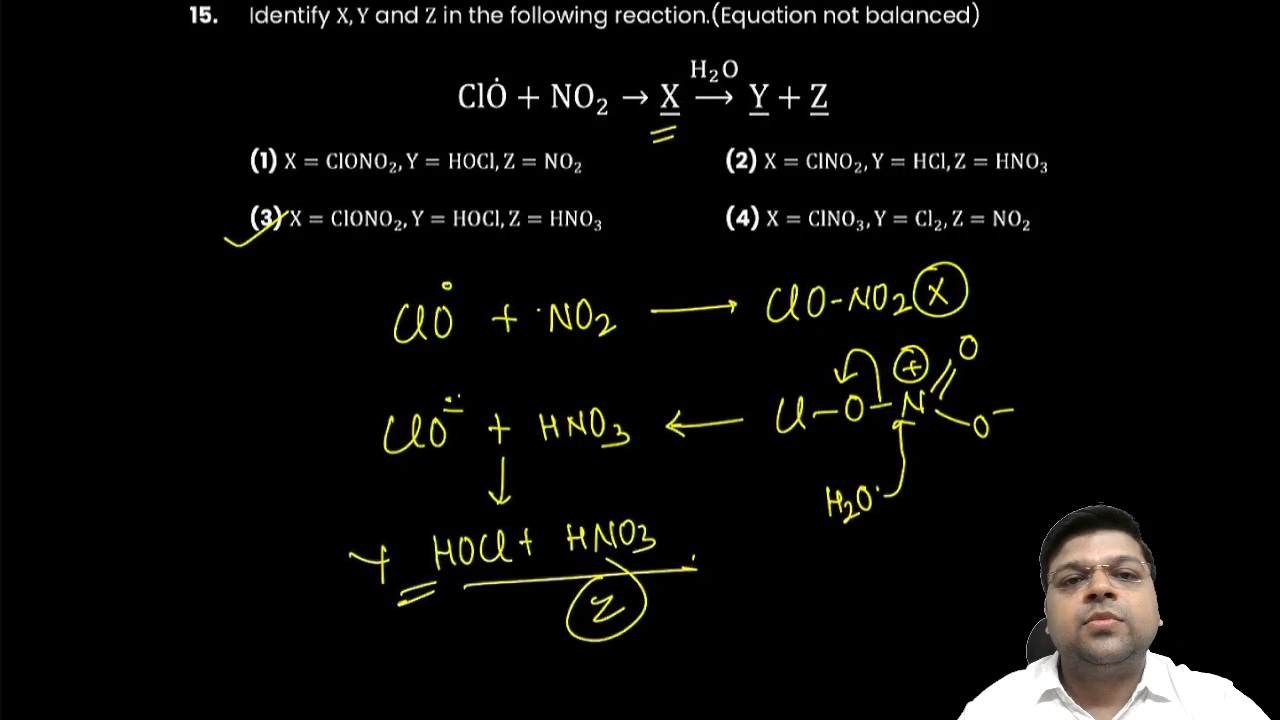 15. Identify X, Y and Z in the following reaction.(Equation not balanced)
ClȮ + NO₂ → X —H₂O→ Y + Z
(1) X = ClONO₂, Y = HOCl, Z = NO₂
(2) X = ClNO₂, Y = HCl, Z = HNO₃
(3) X = ClONO₂, Y = HOCl, Z = HNO₃
(4) X = ClNO₃, Y = Cl₂, Z = NO₂
ClȮ + ·NO₂ → ClO-NO₂ X
ClO⁻ + HNO₃ ← Cl-O-N⊕ =O -O⁻
H₂O
Y HOCl + HNO₃
Z